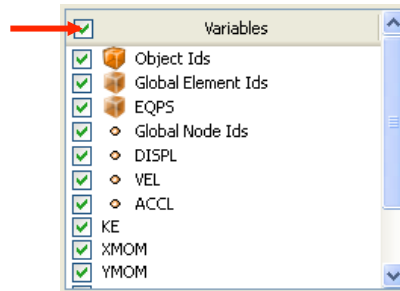 Variables
Object Ids
Global Element Ids
EQPS
Global Node Ids
DISPL
VEL
ACCL
KE
XMOM
YMOM